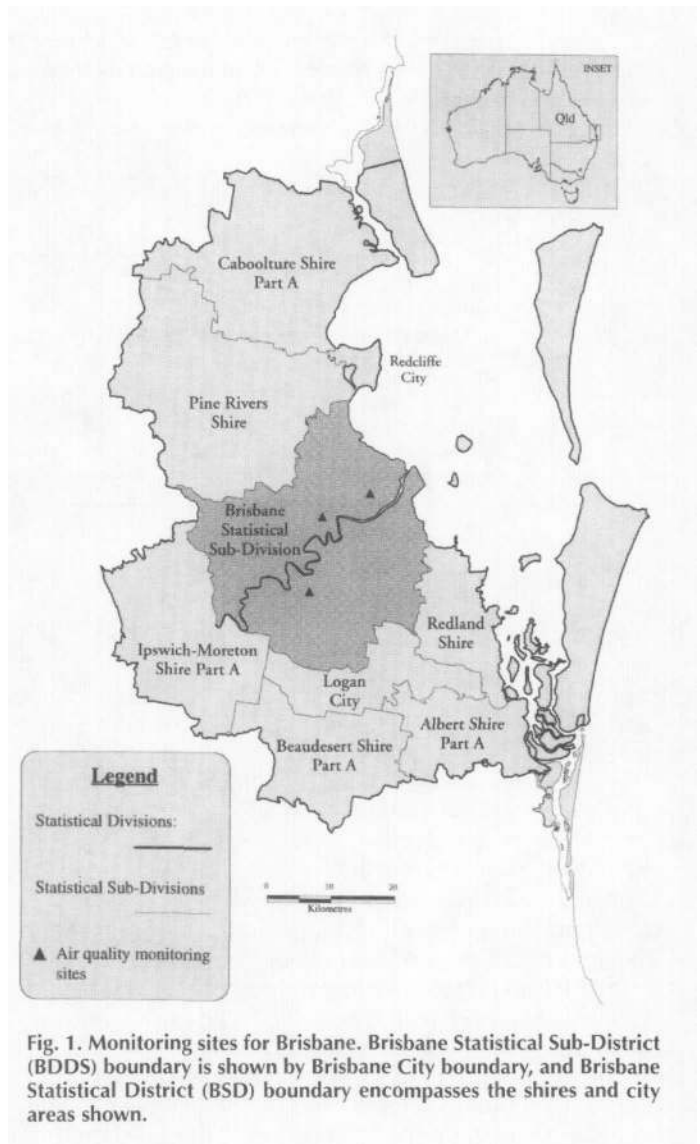 INSET
Qld
Caboolture Shire
Part A
Redcliffe
City
Pine Rivers
Shire
Brisbane
Statistical
Sub-Division
Redland
Shire
Ipswich-Moreton
Shire Part A
Logan
City
Albert Shire
Part A
Beaudesert Shire
Part A
Legend
Statistical Divisions:
Statistical Sub-Divisions
Air quality monitoring
sites
0 10 20
Kilometres
Fig. 1. Monitoring sites for Brisbane. Brisbane Statistical Sub-District
(BDDS) boundary is shown by Brisbane City boundary, and Brisbane
Statistical District (BSD) boundary encompasses the shires and city
areas shown.